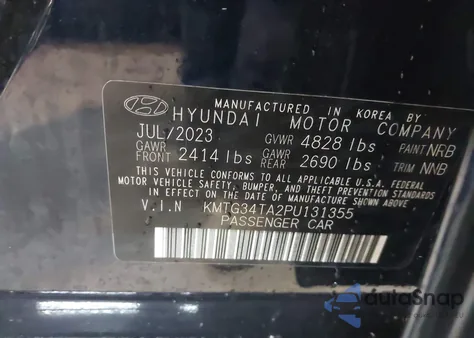 MANUFACTURED IN KOREA BY
HYUNDAI MOTOR COMPANY
JUL/2023 GVWR 4828 lbs PAINT NRB
GAWR FRONT 2414 lbs GAWR REAR 2690 lbs TRIM NNB
THIS VEHICLE CONFORMS TO ALL APPLICABLE U.S.A. FEDERAL
MOTOR VEHICLE SAFETY, BUMPER, AND THEFT PREVENTION STANDARDS
IN EFFECT ON THE DATE OF MANUFACTURE SHOWN ABOVE.
V.I.N KMTG34TA2PU131355
PASSENGER CAR
autoSnap